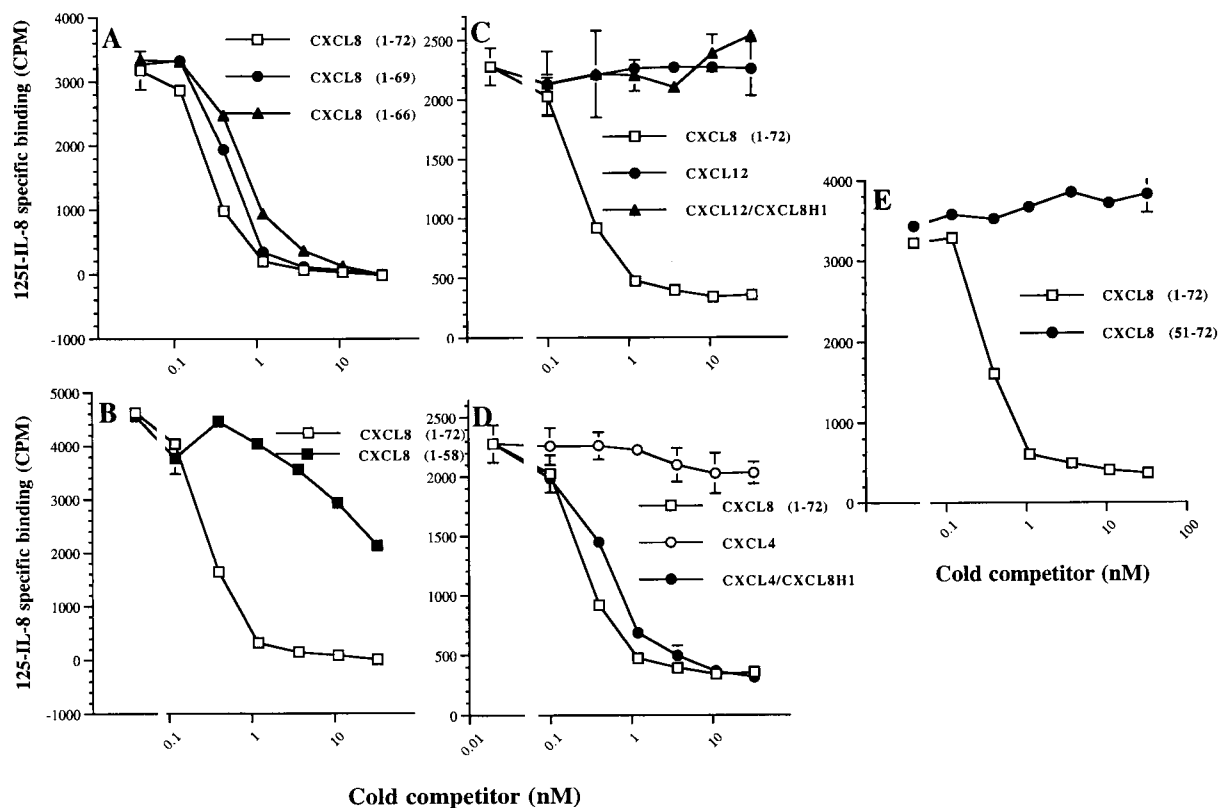 A
CXCL8 (1-72)
CXCL8 (1-69)
CXCL8 (1-66)
4000
3000
2000
1000
0
-1000
0.1
1
10
125I-IL-8 specific binding (CPM)
B
CXCL8 (1-72)
CXCL8 (1-58)
5000
4000
3000
2000
1000
0
-1000
0.1
1
10
125-IL-8 specific binding (CPM)
C
CXCL8 (1-72)
CXCL12
CXCL12/CXCL8H1
2500
2000
1500
1000
500
0
0.1
1
10
D
CXCL8 (1-72)
CXCL4
CXCL4/CXCL8H1
2500
2000
1500
1000
500
0
0.01
0.1
1
10
Cold competitor (nM)
E
CXCL8 (1-72)
CXCL8 (51-72)
4000
3000
2000
1000
0
0.1
1
10
100
Cold competitor (nM)